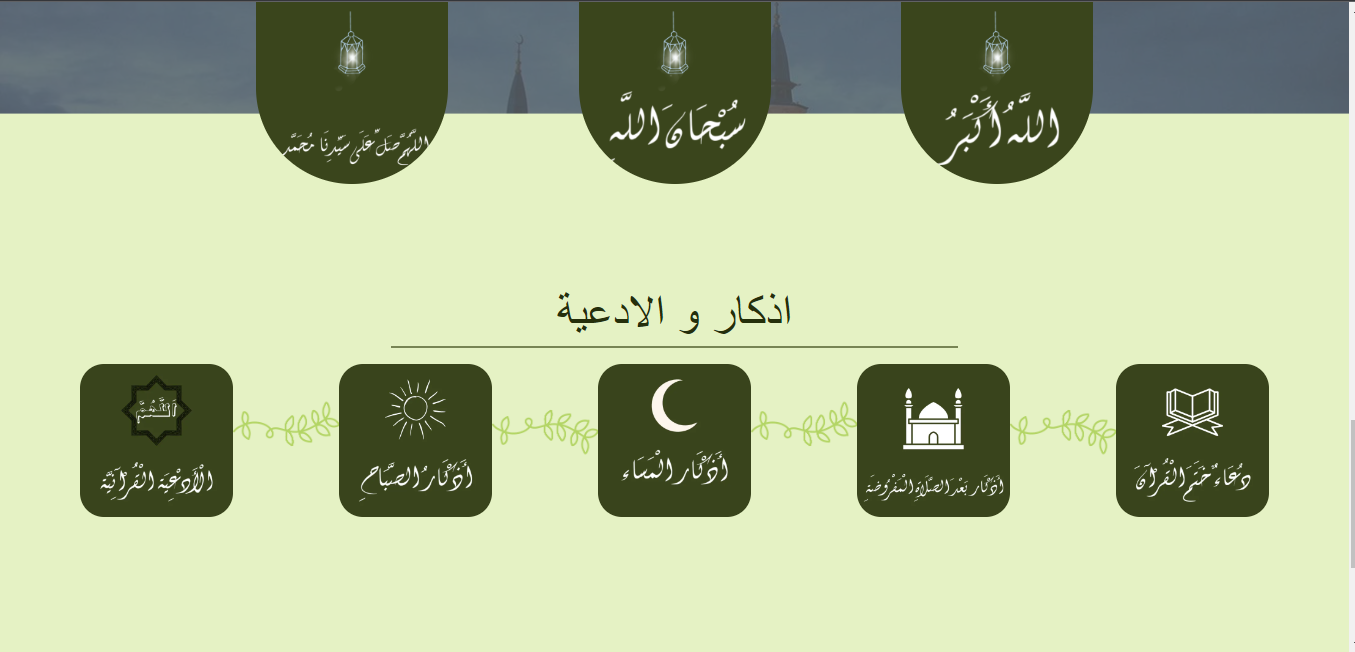 اللَّهُ أَكْبَرُ
سُبْحَانَ اللَّهِ
اللَّهُمَّ صَلِّ عَلَى سَيِّدِنَا مُحَمَّد
اذكار و الادعية
دُعَاءُ خَتَمَ الْقُرْآنَ
أَذْكَار بَعْدَ الصَّلَاةِ الْمَفْرُوضَةِ
أَذْكَار الْمَسَاء
أَذْكَارُ الصَّبَاحِ
اَللّٰهُمَّ
الْأَدْعِيَة الْقُرْآنِيَّة